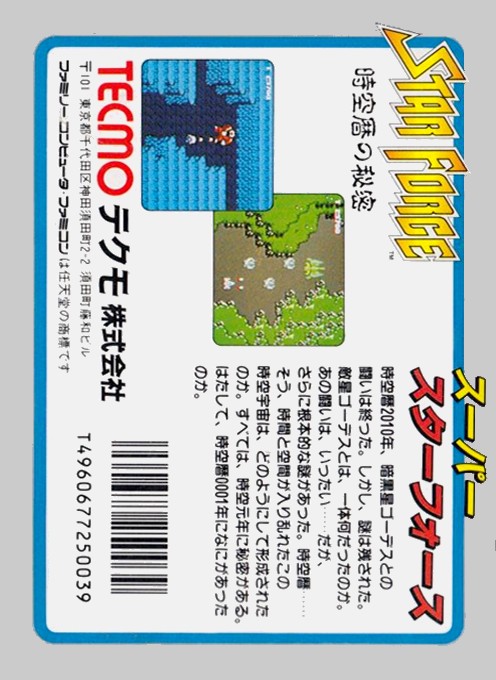 STAR FORCE™
スーパー
スターフォース
時空暦の秘密
時空暦2010年、暗黒星ゴーデスとの
闘いは終った。しかし、謎は残された。
敵星ゴーデスとは、一体何だったのか。
あの闘いは、いったい……だが、
さらに根本的な謎があった。時空暦……
そう、時間と空間が入り乱れたこの
時空宇宙は、どのようにして形成された
のか。すべては、時空元年に秘密がある。
はたして、時空暦0001年になにがあった
のか。
TECMO テクモ株式会社
〒101 東京都千代田区神田須田町2-2 須田町藤和ビル
ファミリーコンピュータ・ファミコンは任天堂の商標です
T4960677250039